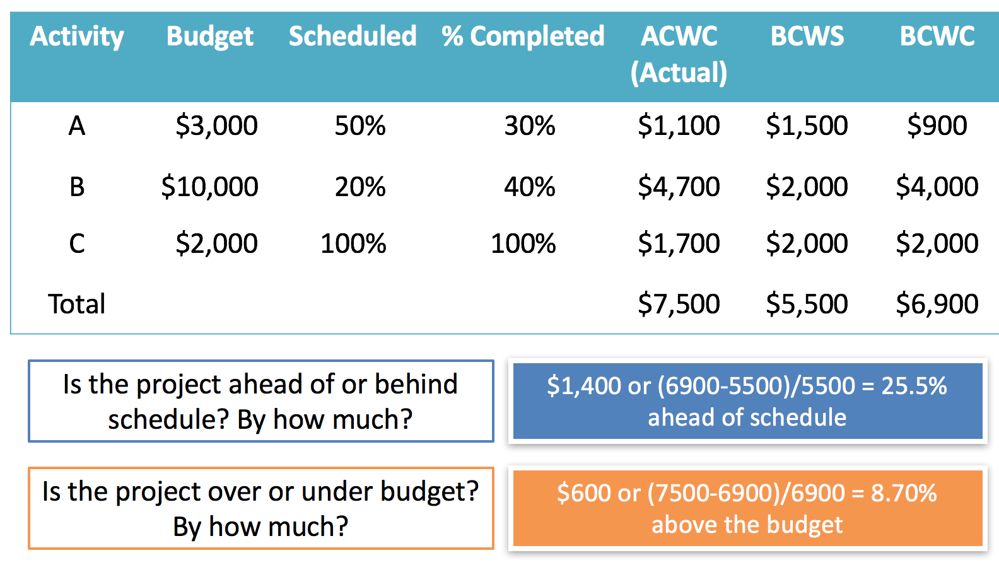 Activity Budget Scheduled % Completed ACWC BCWS BCWC
(Actual)
A $3,000 50% 30% $1,100 $1,500 $900
B $10,000 20% 40% $4,700 $2,000 $4,000
C $2,000 100% 100% $1,700 $2,000 $2,000
Total $7,500 $5,500 $6,900
Is the project ahead of or behind
schedule? By how much?
$1,400 or (6900-5500)/5500 = 25.5%
ahead of schedule
Is the project over or under budget?
By how much?
$600 or (7500-6900)/6900 = 8.70%
above the budget